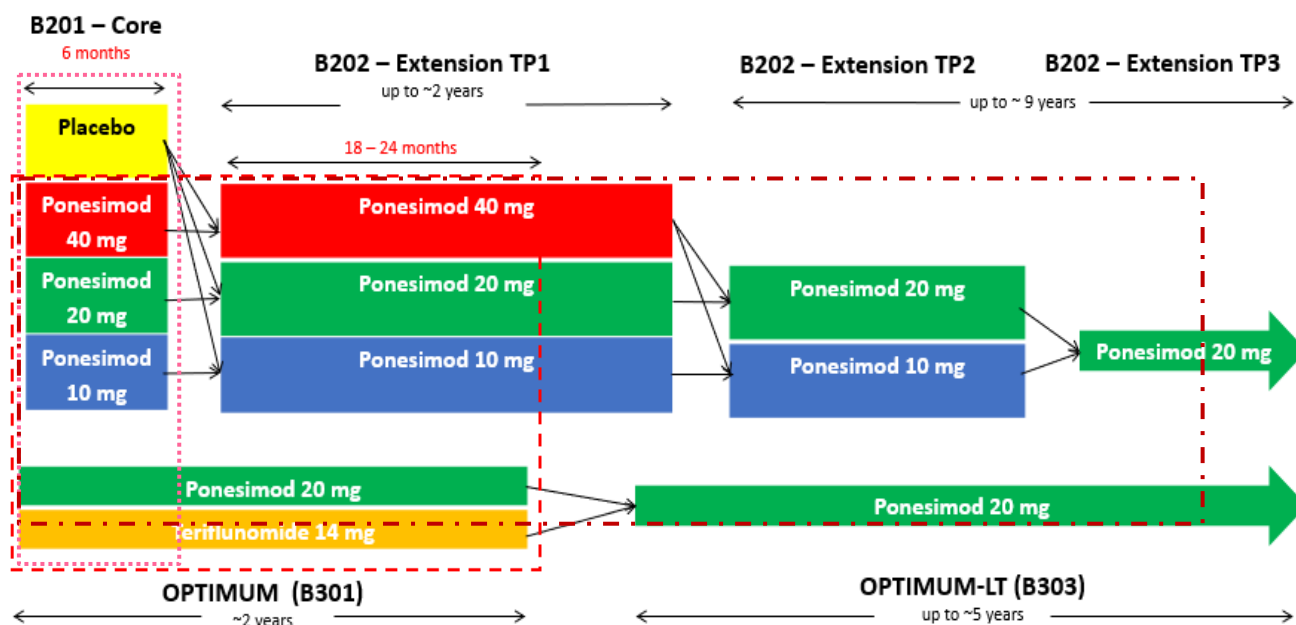 B201 – Core
6 months
B202 – Extension TP1
up to ~2 years
B202 – Extension TP2
B202 – Extension TP3
up to ~ 9 years
Placebo
18 – 24 months
Ponesimod
40 mg
Ponesimod 40 mg
Ponesimod
20 mg
Ponesimod 20 mg
Ponesimod 20 mg
Ponesimod
10 mg
Ponesimod 10 mg
Ponesimod 10 mg
Ponesimod 20 mg
Ponesimod 20 mg
Teriflunomide 14 mg
Ponesimod 20 mg
OPTIMUM (B301)
~2 years
OPTIMUM-LT (B303)
up to ~5 years